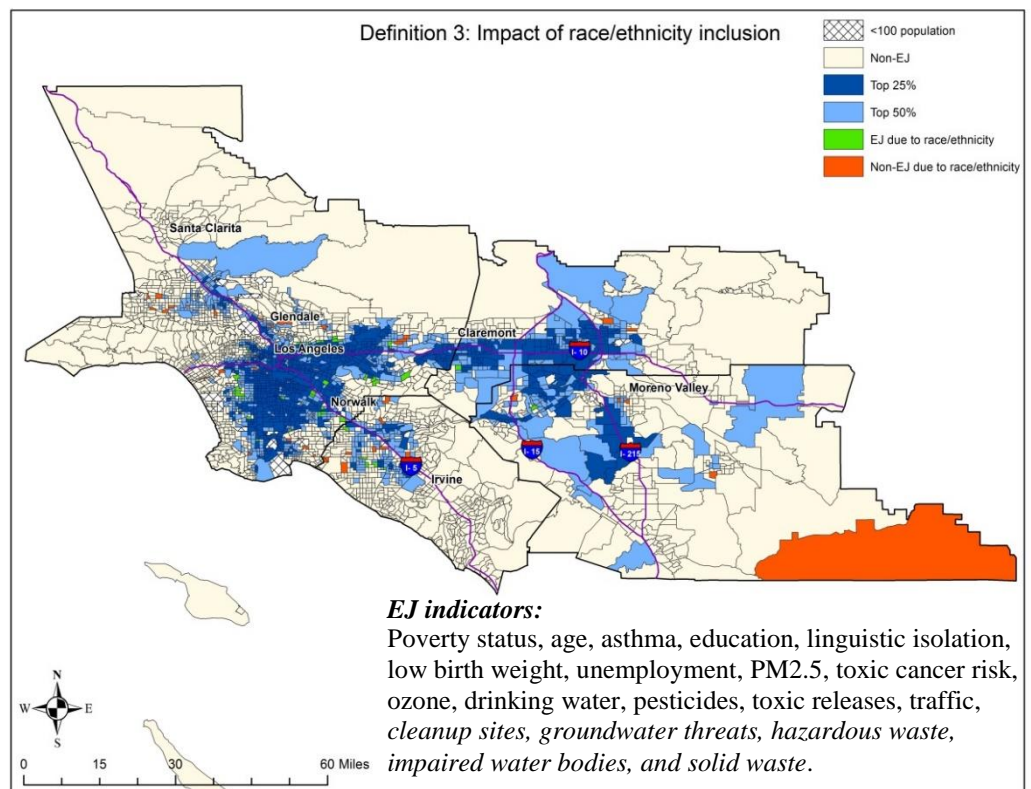 Definition 3: Impact of race/ethnicity inclusion
<100 population
Non-EJ
Top 25%
Top 50%
EJ due to race/ethnicity
Non-EJ due to race/ethnicity
Santa Clarita
Glendale
Los Angeles
Claremont
I- 10
Moreno Valley
Norwalk
I- 15
I- 215
I- 5
Irvine
EJ indicators:
Poverty status, age, asthma, education, linguistic isolation,
low birth weight, unemployment, PM2.5, toxic cancer risk,
ozone, drinking water, pesticides, toxic releases, traffic,
cleanup sites, groundwater threats, hazardous waste,
impaired water bodies, and solid waste.
N
W E
S
0 15 30 60 Miles